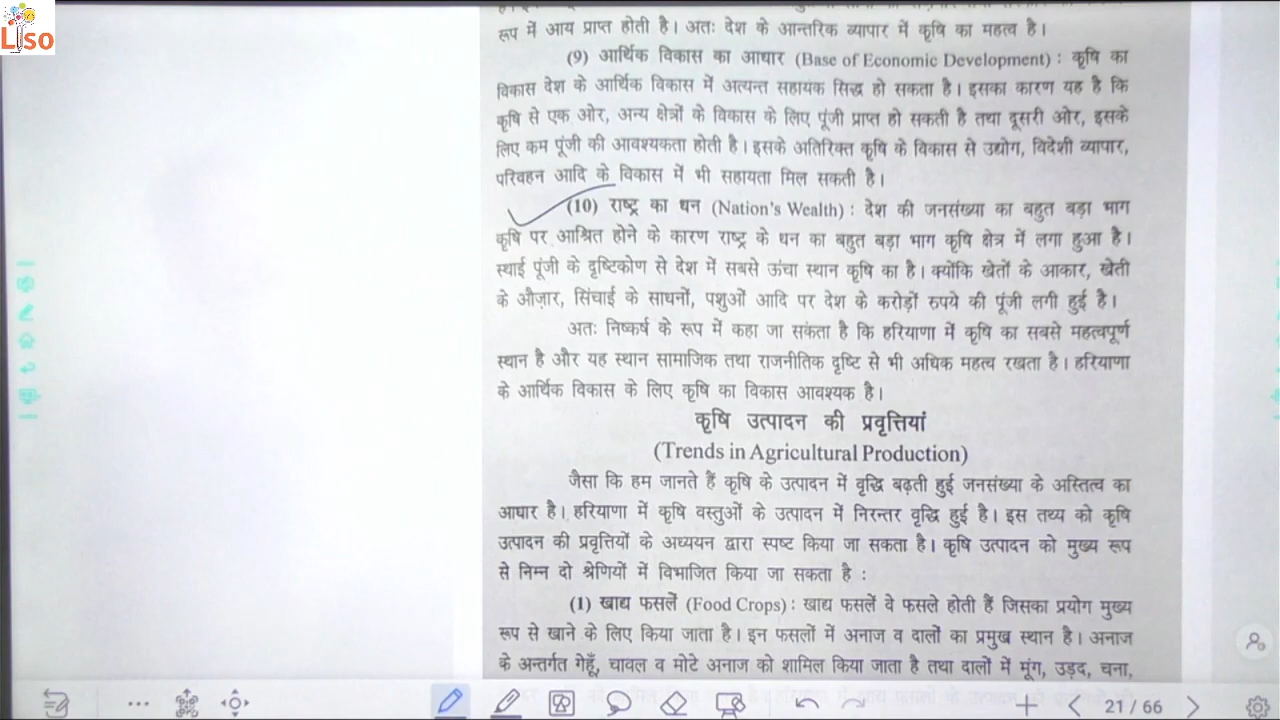 Liso
रूप में आय प्राप्त होती है। अतः देश के आन्तरिक व्यापार में कृषि का महत्व है।
(9) आर्थिक विकास का आधार (Base of Economic Development) : कृषि का
विकास देश के आर्थिक विकास में अत्यन्त सहायक सिद्ध हो सकता है। इसका कारण यह है कि
कृषि से एक ओर, अन्य क्षेत्रों के विकास के लिए पूंजी प्राप्त हो सकती है तथा दूसरी ओर, इसके
लिए कम पूंजी की आवश्यकता होती है। इसके अतिरिक्त कृषि के विकास से उद्योग, विदेशी व्यापार,
परिवहन आदि के विकास में भी सहायता मिल सकती है।
(10) राष्ट्र का धन (Nation's Wealth) : देश की जनसंख्या का बहुत बड़ा भाग
कृषि पर आश्रित होने के कारण राष्ट्र के धन का बहुत बड़ा भाग कृषि क्षेत्र में लगा हुआ है।
स्थाई पूंजी के दृष्टिकोण से देश में सबसे ऊंचा स्थान कृषि का है। क्योंकि खेतों के आकार, खेती
के औज़ार, सिंचाई के साधनों, पशुओं आदि पर देश के करोड़ों रुपये की पूंजी लगी हुई है।
अतः निष्कर्ष के रूप में कहा जा सकता है कि हरियाणा में कृषि का सबसे महत्वपूर्ण
स्थान है और यह स्थान सामाजिक तथा राजनीतिक दृष्टि से भी अधिक महत्व रखता है। हरियाणा
के आर्थिक विकास के लिए कृषि का विकास आवश्यक है।
कृषि उत्पादन की प्रवृत्तियां
(Trends in Agricultural Production)
जैसा कि हम जानते हैं कृषि के उत्पादन में वृद्धि बढ़ती हुई जनसंख्या के अस्तित्व का
आधार है। हरियाणा में कृषि वस्तुओं के उत्पादन में निरन्तर वृद्धि हुई है। इस तथ्य को कृषि
उत्पादन की प्रवृत्तियों के अध्ययन द्वारा स्पष्ट किया जा सकता है। कृषि उत्पादन को मुख्य रूप
से निम्न दो श्रेणियों में विभाजित किया जा सकता है :
(1) खाद्य फसलें (Food Crops) : खाद्य फसलें वे फसले होती हैं जिसका प्रयोग मुख्य
रूप से खाने के लिए किया जाता है। इन फसलों में अनाज व दालों का प्रमुख स्थान है। अनाज
के अन्तर्गत गेहूँ, चावल व मोटे अनाज को शामिल किया जाता है तथा दालों में मूंग, उड़द, चना,
21 / 66